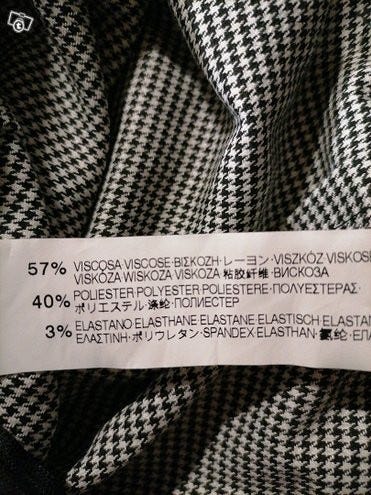 57% VISCOSA·VISCOSE·ΒΙΣΚΟΖΗ·レーヨン·VISZKÓZ·VISKOSE
VISKÓZA·WISKOZA·VISKOZA·粘胶纤维·ВИСКОЗА
40% POLIESTER·POLYESTER·POLIESTERE·ΠΟΛΥΕΣΤΕΡΑΣ·
ポリエステル·涤纶·ПОЛИЕСТЕР
3% ELASTANO·ELASTHANE·ELASTANE·ELASTISCH·ELASTAN
ΕΛΑΣΤΙΝΗ·ポリウレタン·SPANDEX·ELASTHAN·氨纶·ΕΛΑ